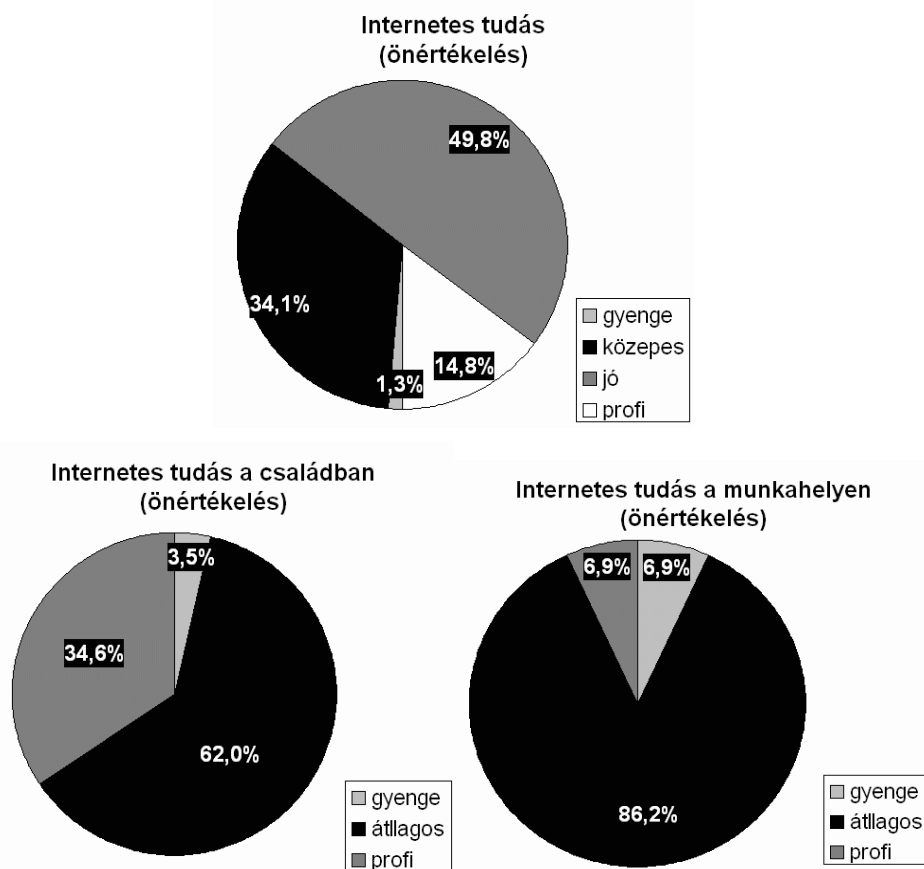 Internetes tudás
(önértékelés)
49,8%
34,1%
1,3%
14,8%
gyenge
közepes
jó
profi
Internetes tudás a családban
(önértékelés)
3,5%
34,6%
62,0%
gyenge
átllagos
profi
Internetes tudás a munkahelyen
(önértékelés)
6,9%
6,9%
86,2%
gyenge
átllagos
profi